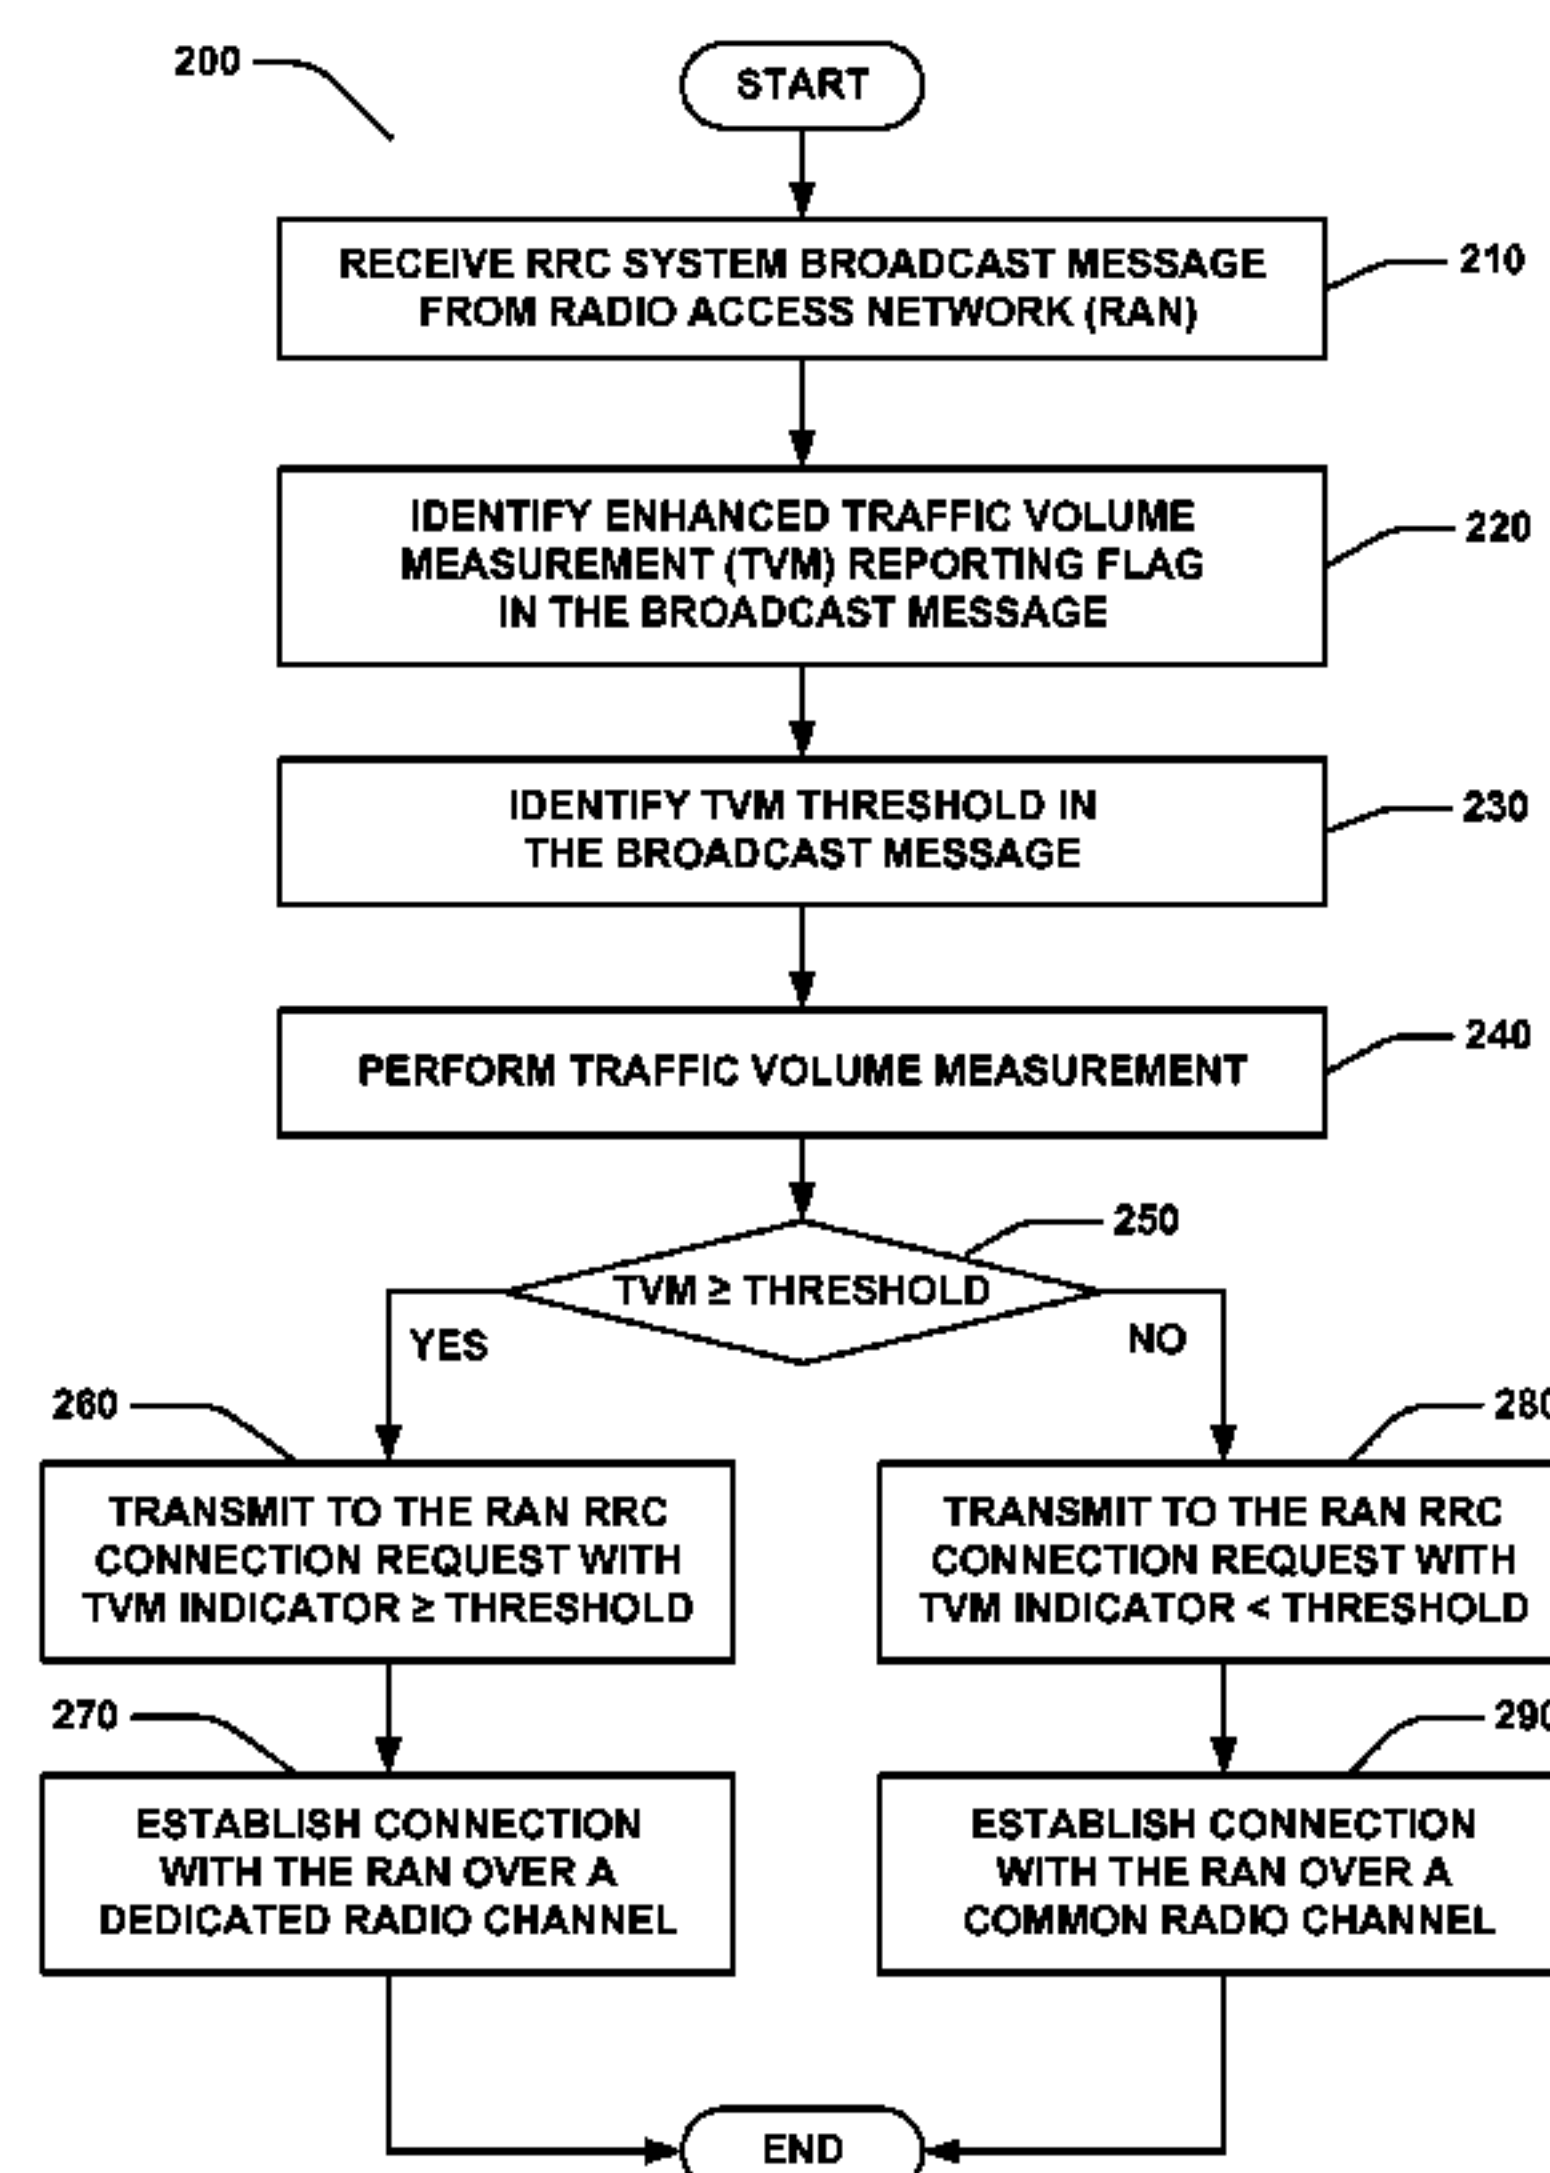 200
START
RECEIVE RRC SYSTEM BROADCAST MESSAGE
FROM RADIO ACCESS NETWORK (RAN)
210
IDENTIFY ENHANCED TRAFFIC VOLUME
MEASUREMENT (TVM) REPORTING FLAG
IN THE BROADCAST MESSAGE
220
IDENTIFY TVM THRESHOLD IN
THE BROADCAST MESSAGE
230
PERFORM TRAFFIC VOLUME MEASUREMENT
240
250
TVM ≥ THRESHOLD
YES
NO
260
TRANSMIT TO THE RAN RRC
CONNECTION REQUEST WITH
TVM INDICATOR ≥ THRESHOLD
280
TRANSMIT TO THE RAN RRC
CONNECTION REQUEST WITH
TVM INDICATOR < THRESHOLD
270
ESTABLISH CONNECTION
WITH THE RAN OVER A
DEDICATED RADIO CHANNEL
290
ESTABLISH CONNECTION
WITH THE RAN OVER A
COMMON RADIO CHANNEL
END